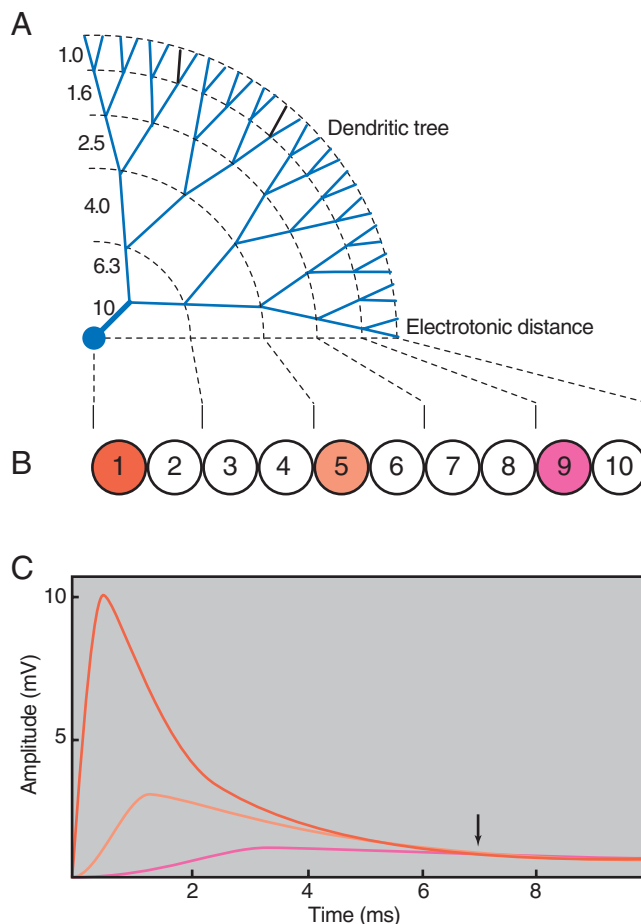 A
1.0
1.6
2.5
4.0
6.3
10
Dendritic tree
Electrotonic distance
B
1 2 3 4 5 6 7 8 9 10
C
10
5
Amplitude (mV)
2 4 6 8
Time (ms)